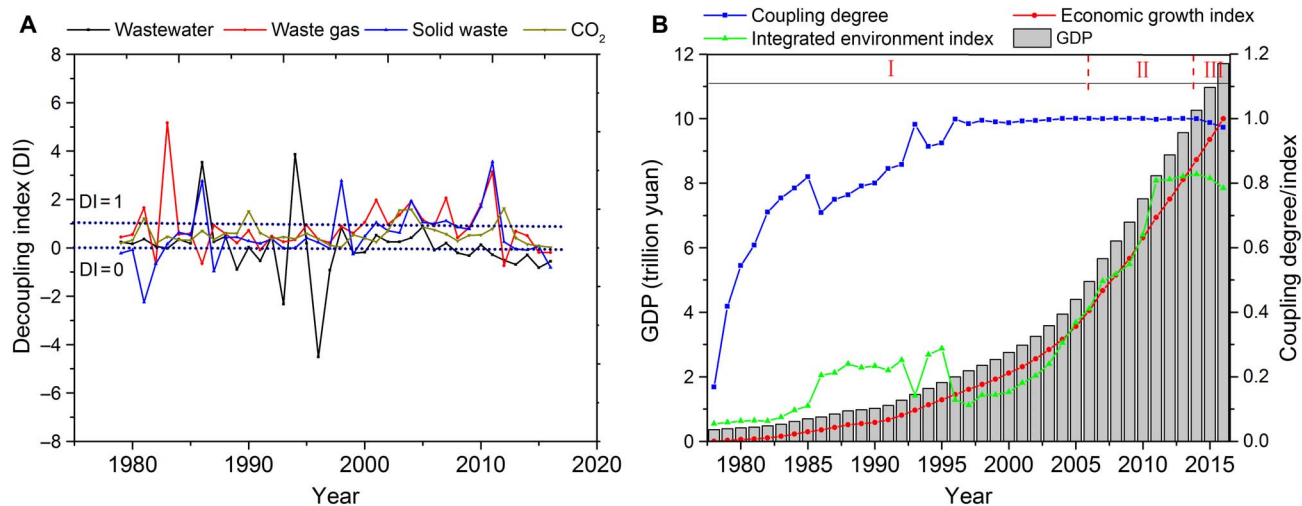 A
Wastewater Waste gas Solid waste CO2
8
6
4
2
0
−2
−4
−6
−8
Decoupling index (DI)
DI=1
DI=0
1980 1990 2000 2010 2020
Year
B
Coupling degree Economic growth index
Integrated environment index GDP
12
10
8
6
4
2
0
GDP (trillion yuan)
I II III
1.2
1.0
0.8
0.6
0.4
0.2
0.0
Coupling degree/index
1980 1985 1990 1995 2000 2005 2010 2015
Year